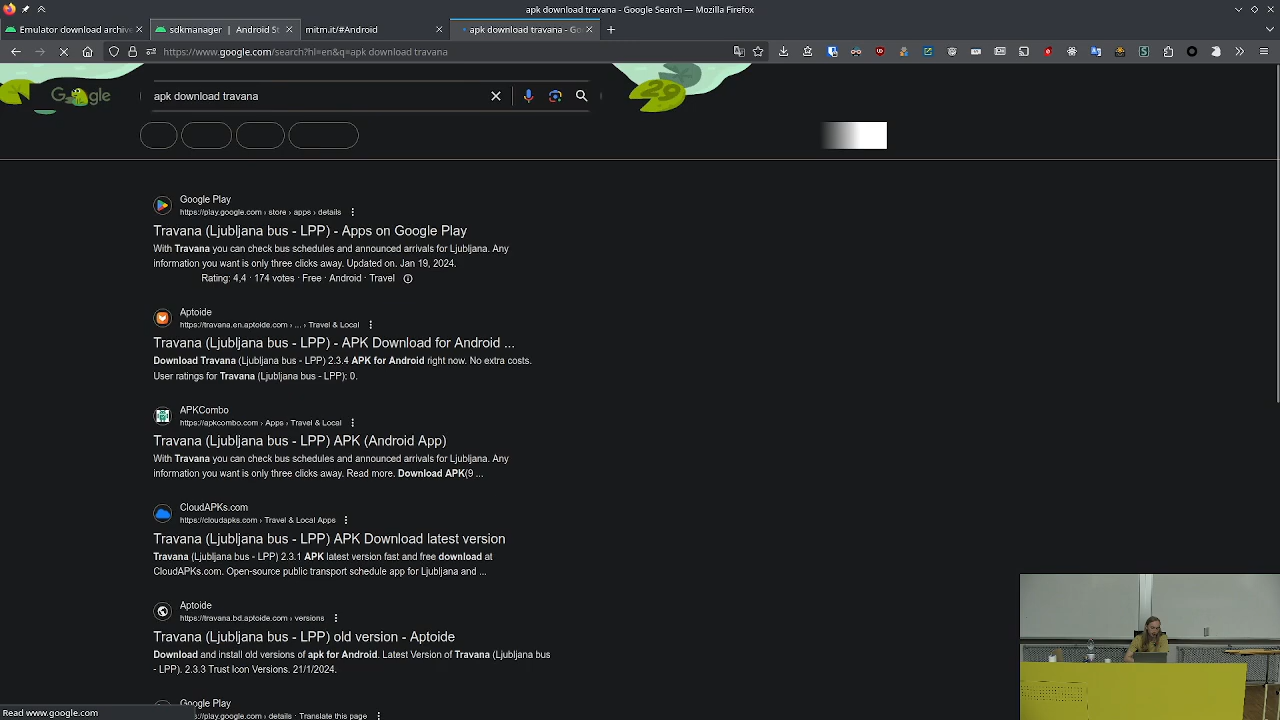 apk download travana - Google Search — Mozilla Firefox
Emulator download archive
sdkmanager | Android St
mitm.it/#Android
apk download travana - Go
https://www.google.com/search?hl=en&q=apk download travana
Google
apk download travana
29
Google Play
https://play.google.com › store › apps › details
Travana (Ljubljana bus - LPP) - Apps on Google Play
With Travana you can check bus schedules and announced arrivals for Ljubljana. Any
information you want is only three clicks away. Updated on. Jan 19, 2024.
Rating: 4,4 · 174 votes · Free · Android · Travel
Aptoide
https://travana.en.aptoide.com › ... › Travel & Local
Travana (Ljubljana bus - LPP) - APK Download for Android ...
Download Travana (Ljubljana bus - LPP) 2.3.4 APK for Android right now. No extra costs.
User ratings for Travana (Ljubljana bus - LPP): 0.
APKCombo
https://apkcombo.com › Apps › Travel & Local
Travana (Ljubljana bus - LPP) APK (Android App)
With Travana you can check bus schedules and announced arrivals for Ljubljana. Any
information you want is only three clicks away. Read more. Download APK(9 ...
CloudAPKs.com
https://cloudapks.com › Travel & Local Apps
Travana (Ljubljana bus - LPP) APK Download latest version
Travana (Ljubljana bus - LPP) 2.3.1 APK latest version fast and free download at
CloudAPKs.com. Open-source public transport schedule app for Ljubljana and ...
Aptoide
https://travana.bd.aptoide.com › versions
Travana (Ljubljana bus - LPP) old version - Aptoide
Download and install old versions of apk for Android. Latest Version of Travana (Ljubljana bus
- LPP). 2.3.3 Trust Icon Versions. 21/1/2024.
Google Play
://play.google.com › details · Translate this page
Read www.google.com